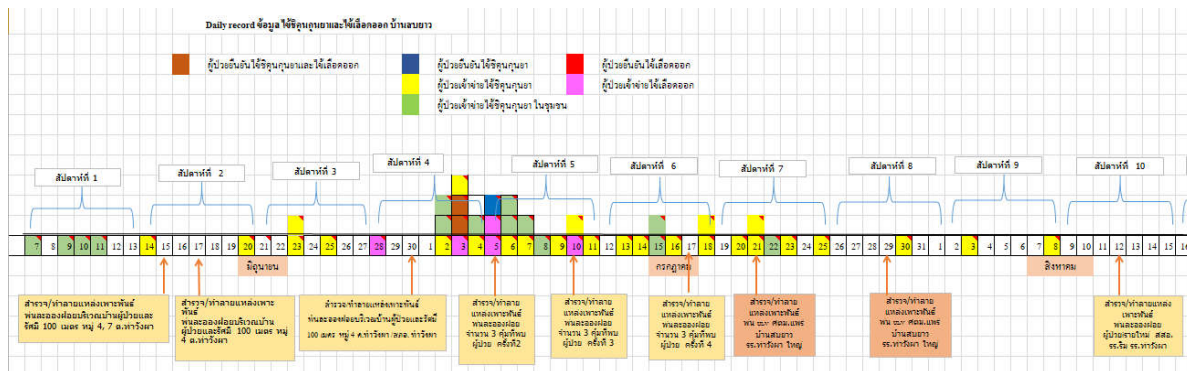 Daily record ข้อมูล ไข้ชิคุนกุนยาและไข้เลือดออก บ้านสบยาว
ผู้ป่วยยืนยันไข้ชิคุนกุนยาและไข้เลือดออก
ผู้ป่วยยืนยันไข้ชิคุนกุนยา
ผู้ป่วยยืนยันไข้เลือดออก
ผู้ป่วยเข้าข่ายไข้ชิคุนกุนยา
ผู้ป่วยเข้าข่ายไข้เลือดออก
ผู้ป่วยเข้าข่ายไข้ชิคุนกุนยา ในชุมชน
สัปดาห์ที่ 1
สัปดาห์ที่ 2
สัปดาห์ที่ 3
สัปดาห์ที่ 4
สัปดาห์ที่ 5
สัปดาห์ที่ 6
สัปดาห์ที่ 7
สัปดาห์ที่ 8
สัปดาห์ที่ 9
สัปดาห์ที่ 10
7 8 9 10 11 12 13 14 15 16 17 18 19 20 21 22 23 24 25 26 27 28 29 30 1 2 3 4 5 6 7 8 9 10 11 12 13 14 15 16 17 18 19 20 21 22 23 24 25 26 27 28 29 30 31 1 2 3 4 5 6 7 8 9 10 11 12 13 14 15 16
มิถุนายน
กรกฎาคม
สิงหาคม
สำรวจ/ทำลายแหล่งเพาะพันธุ์
พ่นละอองฝอยบริเวณบ้านผู้ป่วยและ
รัศมี 100 เมตร หมู่ 4, 7 ต.ท่าวังผา
สำรวจ/ทำลายแหล่งเพาะ
พันธุ์
พ่นละอองฝอยบริเวณบ้าน
ผู้ป่วยและรัศมี 100 เมตร หมู่
4 ต.ท่าวังผา
สำรวจ/ทำลายแหล่งเพาะพันธุ์
พ่นละอองฝอยบริเวณบ้านผู้ป่วยและรัศมี
100 เมตร หมู่ 4 ต.ท่าวังผา ท่าวังผา
สำรวจ/ทำลาย
แหล่งเพาะพันธุ์
พ่นละอองฝอย
จำนวน 3 คุ้มที่พบ
ผู้ป่วย ครั้งที่2
สำรวจ/ทำลาย
แหล่งเพาะพันธุ์
พ่นละอองฝอย
จำนวน 3 คุ้มที่พบ
ผู้ป่วย ครั้งที่ 3
สำรวจ/ทำลาย
แหล่งเพาะพันธุ์
พ่นละอองฝอย
จำนวน 3 คุ้มที่พบ
ผู้ป่วย ครั้งที่ 4
สำรวจ/ทำลาย
แหล่งเพาะพันธุ์
พ่น ศตม.แพร่
บ้านสบยาว
รร.ท่าวังผา ใหญ่
สำรวจ/ทำลาย
แหล่งเพาะพันธุ์
พ่น ศตม.แพร่
บ้านสบยาว
รร.ท่าวังผา ใหญ่
สำรวจ/ทำลายแหล่ง
เพาะพันธุ์
ผู้ป่วยรายใหม่ สสอ.
รร.ริม รร.ท่าวังผา